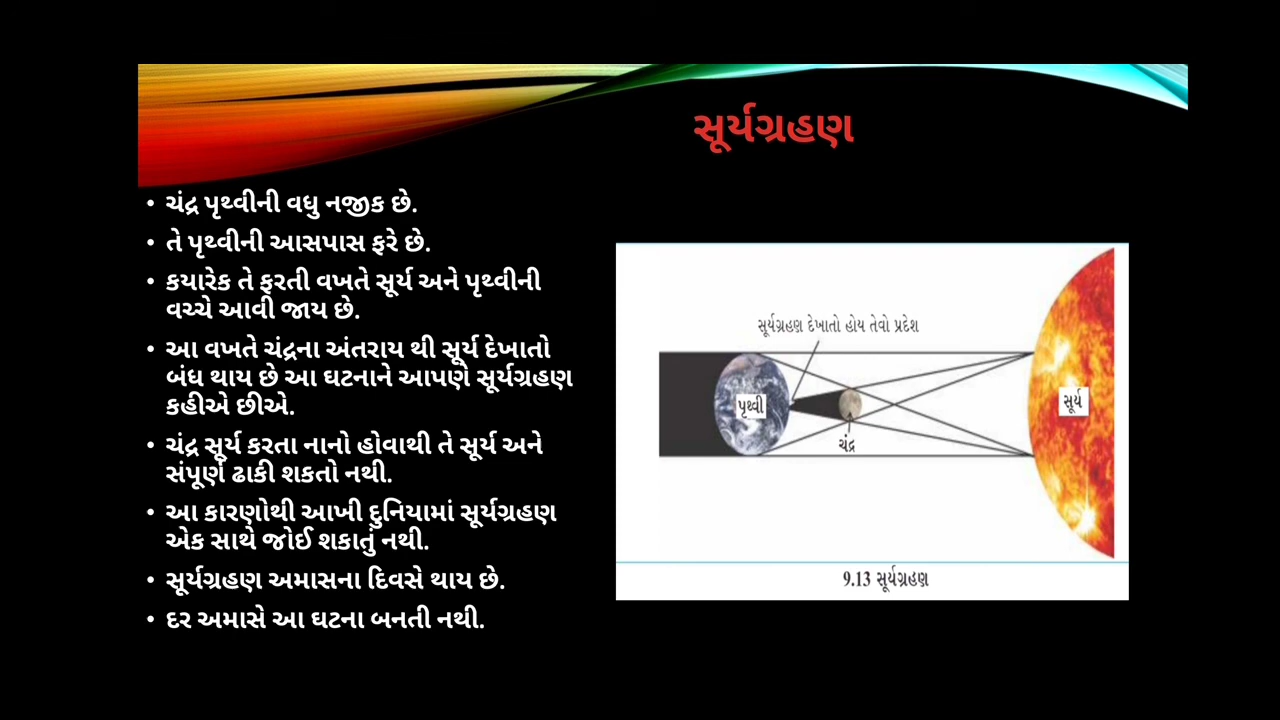 સૂર્યગ્રહણ
• ચંદ્ર પૃથ્વીની વધુ નજીક છે.
• તે પૃથ્વીની આસપાસ ફરે છે.
• કયારેક તે ફરતી વખતે સૂર્ય અને પૃથ્વીની
વચ્ચે આવી જાય છે.
• આ વખતે ચંદ્રના અંતરાય થી સૂર્ય દેખાતો
બંધ થાય છે આ ઘટનાને આપણે સૂર્યગ્રહણ
કહીએ છીએ.
• ચંદ્ર સૂર્ય કરતા નાનો હોવાથી તે સૂર્ય અને
સંપૂર્ણ ઢાકી શકતો નથી.
• આ કારણોથી આખી દુનિયામાં સૂર્યગ્રહણ
એક સાથે જોઈ શકાતું નથી.
• સૂર્યગ્રહણ અમાસના દિવસે થાય છે.
• દર અમાસે આ ઘટના બનતી નથી.
સૂર્યગ્રહણ દેખાતો હોય તેવો પ્રદેશ
પૃથ્વી
ચંદ્ર
સૂર્ય
9.13 સૂર્યગ્રહણ